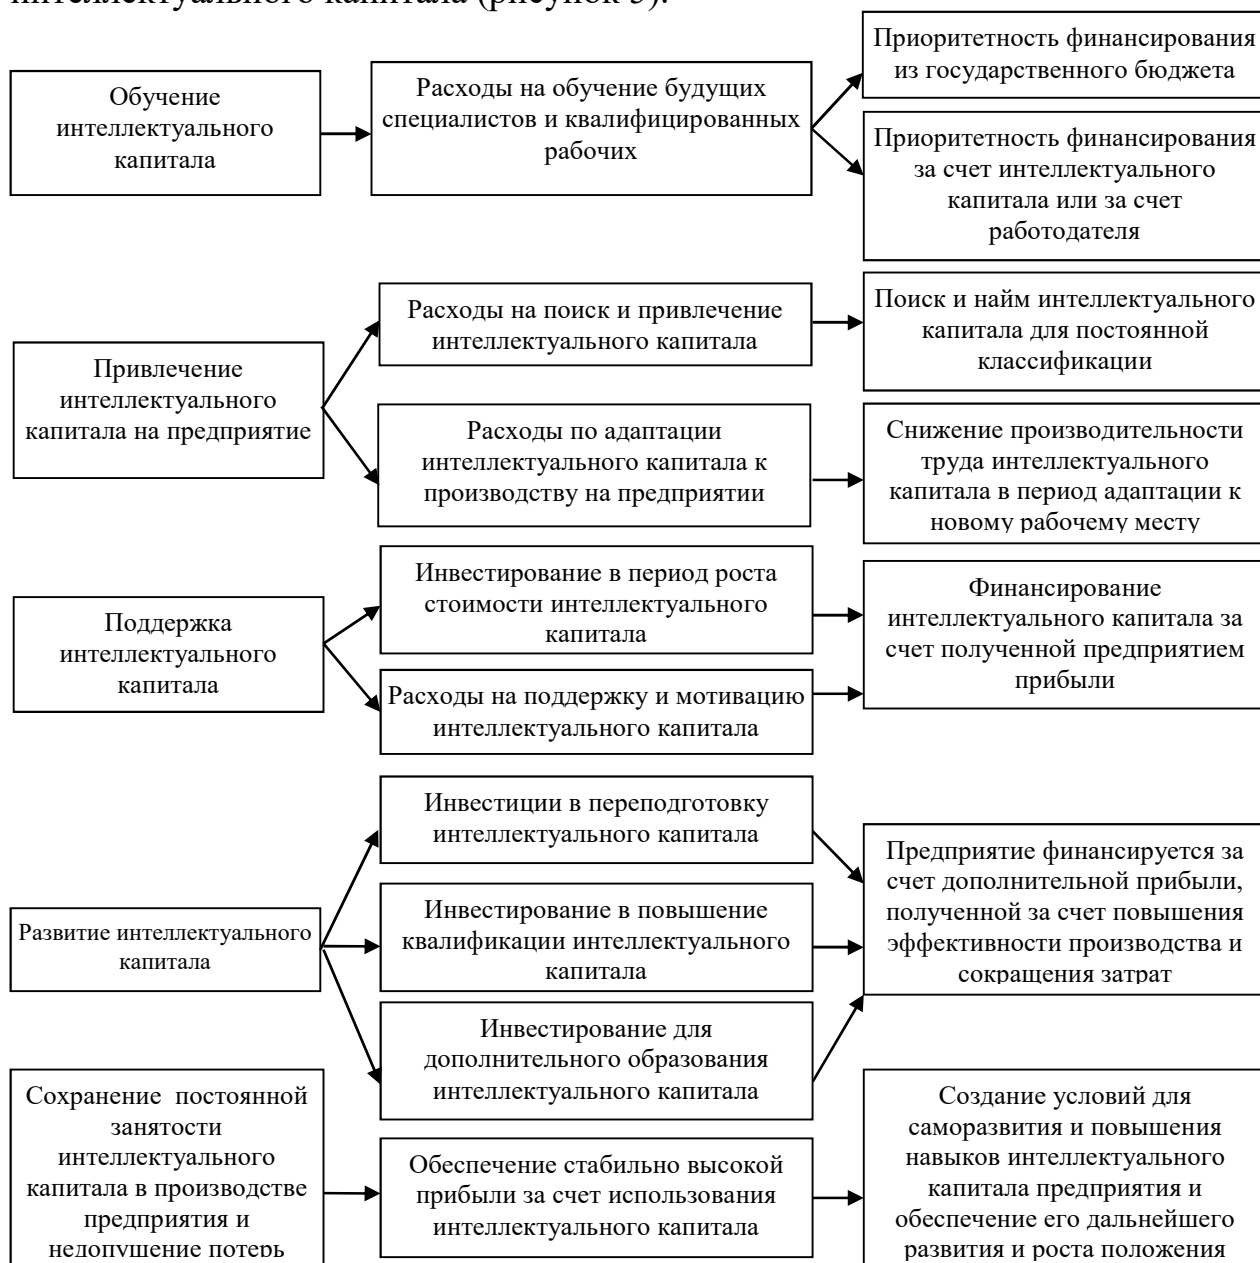 интеллектуального капитала (рисунок 3).
Обучение
интеллектуального
капитала
Расходы на обучение будущих
специалистов и квалифицированных
рабочих
Приоритетность финансирования
из государственного бюджета
Приоритетность финансирования
за счет интеллектуального
капитала или за счет
работодателя
Привлечение
интеллектуального
капитала на предприятие
Расходы на поиск и привлечение
интеллектуального капитала
Поиск и найм интеллектуального
капитала для постоянной
классификации
Расходы по адаптации
интеллектуального капитала к
производству на предприятии
Снижение производительности
труда интеллектуального
капитала в период адаптации к
новому рабочему месту
Поддержка
интеллектуального
капитала
Инвестирование в период роста
стоимости интеллектуального
капитала
Расходы на поддержку и мотивацию
интеллектуального капитала
Финансирование
интеллектуального капитала за
счет полученной предприятием
прибыли
Развитие интеллектуального
капитала
Инвестиции в переподготовку
интеллектуального капитала
Инвестирование в повышение
квалификации интеллектуального
капитала
Инвестирование для
дополнительного образования
интеллектуального капитала
Предприятие финансируется за
счет дополнительной прибыли,
полученной за счет повышения
эффективности производства и
сокращения затрат
Сохранение постоянной
занятости
интеллектуального
капитала в производстве
предприятия и
недопущение потерь
Обеспечение стабильно высокой
прибыли за счет использования
интеллектуального капитала
Создание условий для
саморазвития и повышения
навыков интеллектуального
капитала предприятия и
обеспечение его дальнейшего
развития и роста положения